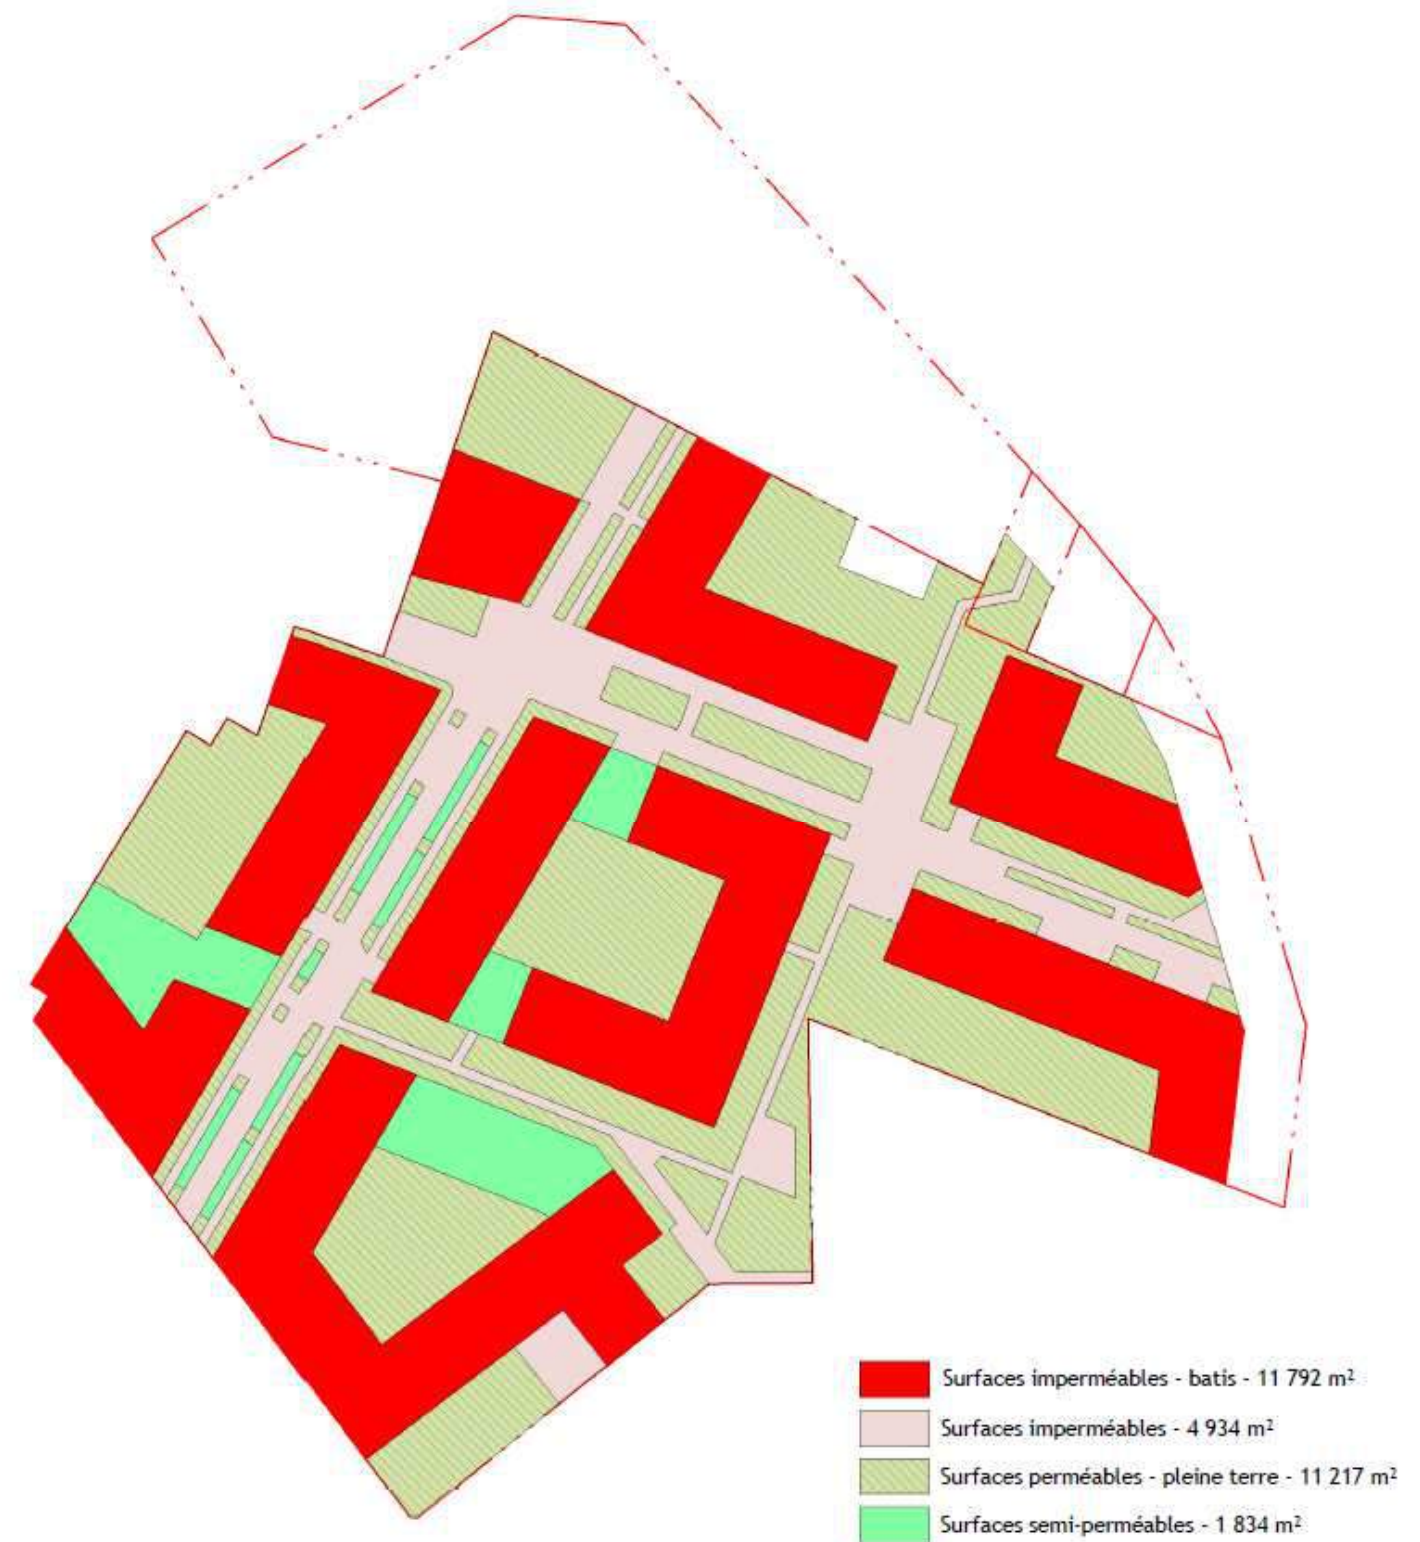 Surfaces imperméables - batis - 11 792 m²
Surfaces imperméables - 4 934 m²
Surfaces perméables - pleine terre - 11 217 m²
Surfaces semi-perméables - 1 834 m²